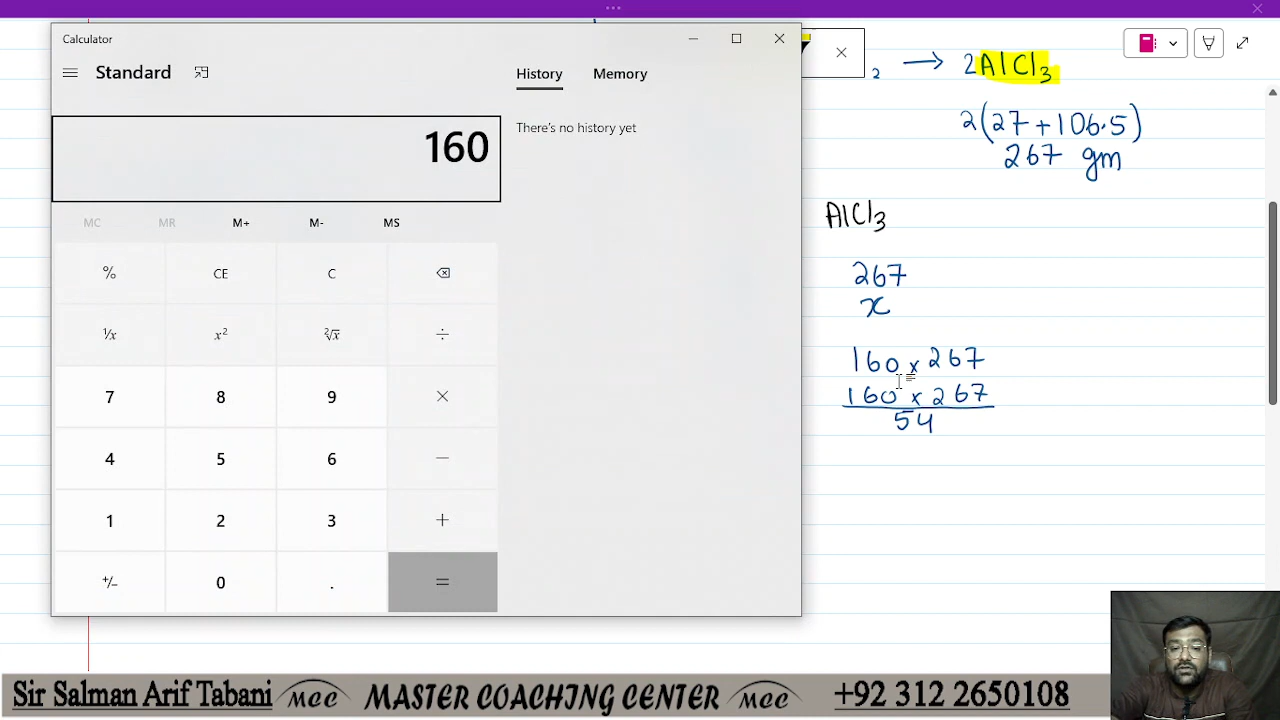 Calculator
Standard
History Memory
There's no history yet
160
MC MR M+ M- MS
% CE C
1/x x² ²√x ÷
7 8 9 ×
4 5 6 −
1 2 3 +
+/− 0 . =
2 → 2AlCl₃
2(27+106.5)
267 gm
AlCl₃
267
x
160 x 267
160 x 267
54
Sir Salman Arif Tabani MCC MASTER COACHING CENTER MCC +92 312 2650108